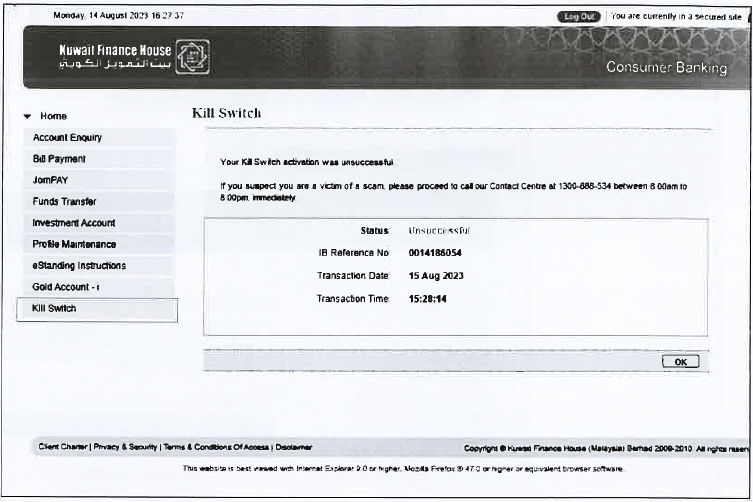 Monday, 14 August 2023 16:27:37
Log Out You are currently in a secured site
Kuwait Finance House
بيت التمويل الكويتي
Consumer Banking
Home
Account Enquiry
Bill Payment
JomPAY
Funds Transfer
Investment Account
Profile Maintenance
eStanding Instructions
Gold Account - i
Kill Switch
Kill Switch
Your Kill Switch activation was unsuccessful.
If you suspect you are a victim of a scam, please proceed to call our Contact Centre at 1300-888-534 between 8.00am to
8.00pm, immediately.
Status: Unsuccessful
IB Reference No: 0014186054
Transaction Date: 15 Aug 2023
Transaction Time: 15:28:14
OK
Client Charter | Privacy & Security | Terms & Conditions Of Access | Disclaimer
Copyright © Kuwait Finance House (Malaysia) Berhad 2009-2010. All rights reser
This website is best viewed with Internet Explorer 9.0 or higher, Mozilla Firefox ® 47.0 or higher or equivalent browser software.